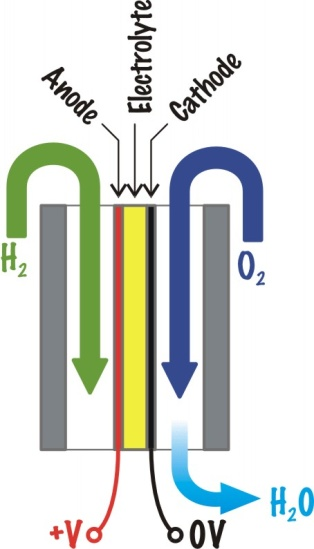 Anode
Electrolyte
Cathode
H₂
O₂
H₂O
+V
0V